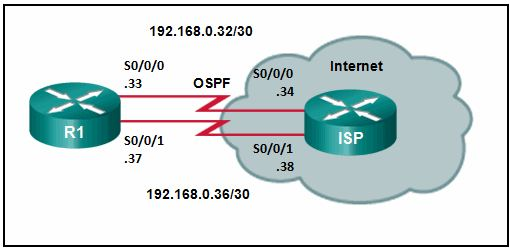 192.168.0.32/30
S0/0/0
.33
OSPF
S0/0/0
.34
Internet
R1
ISP
S0/0/1
.37
S0/0/1
.38
192.168.0.36/30